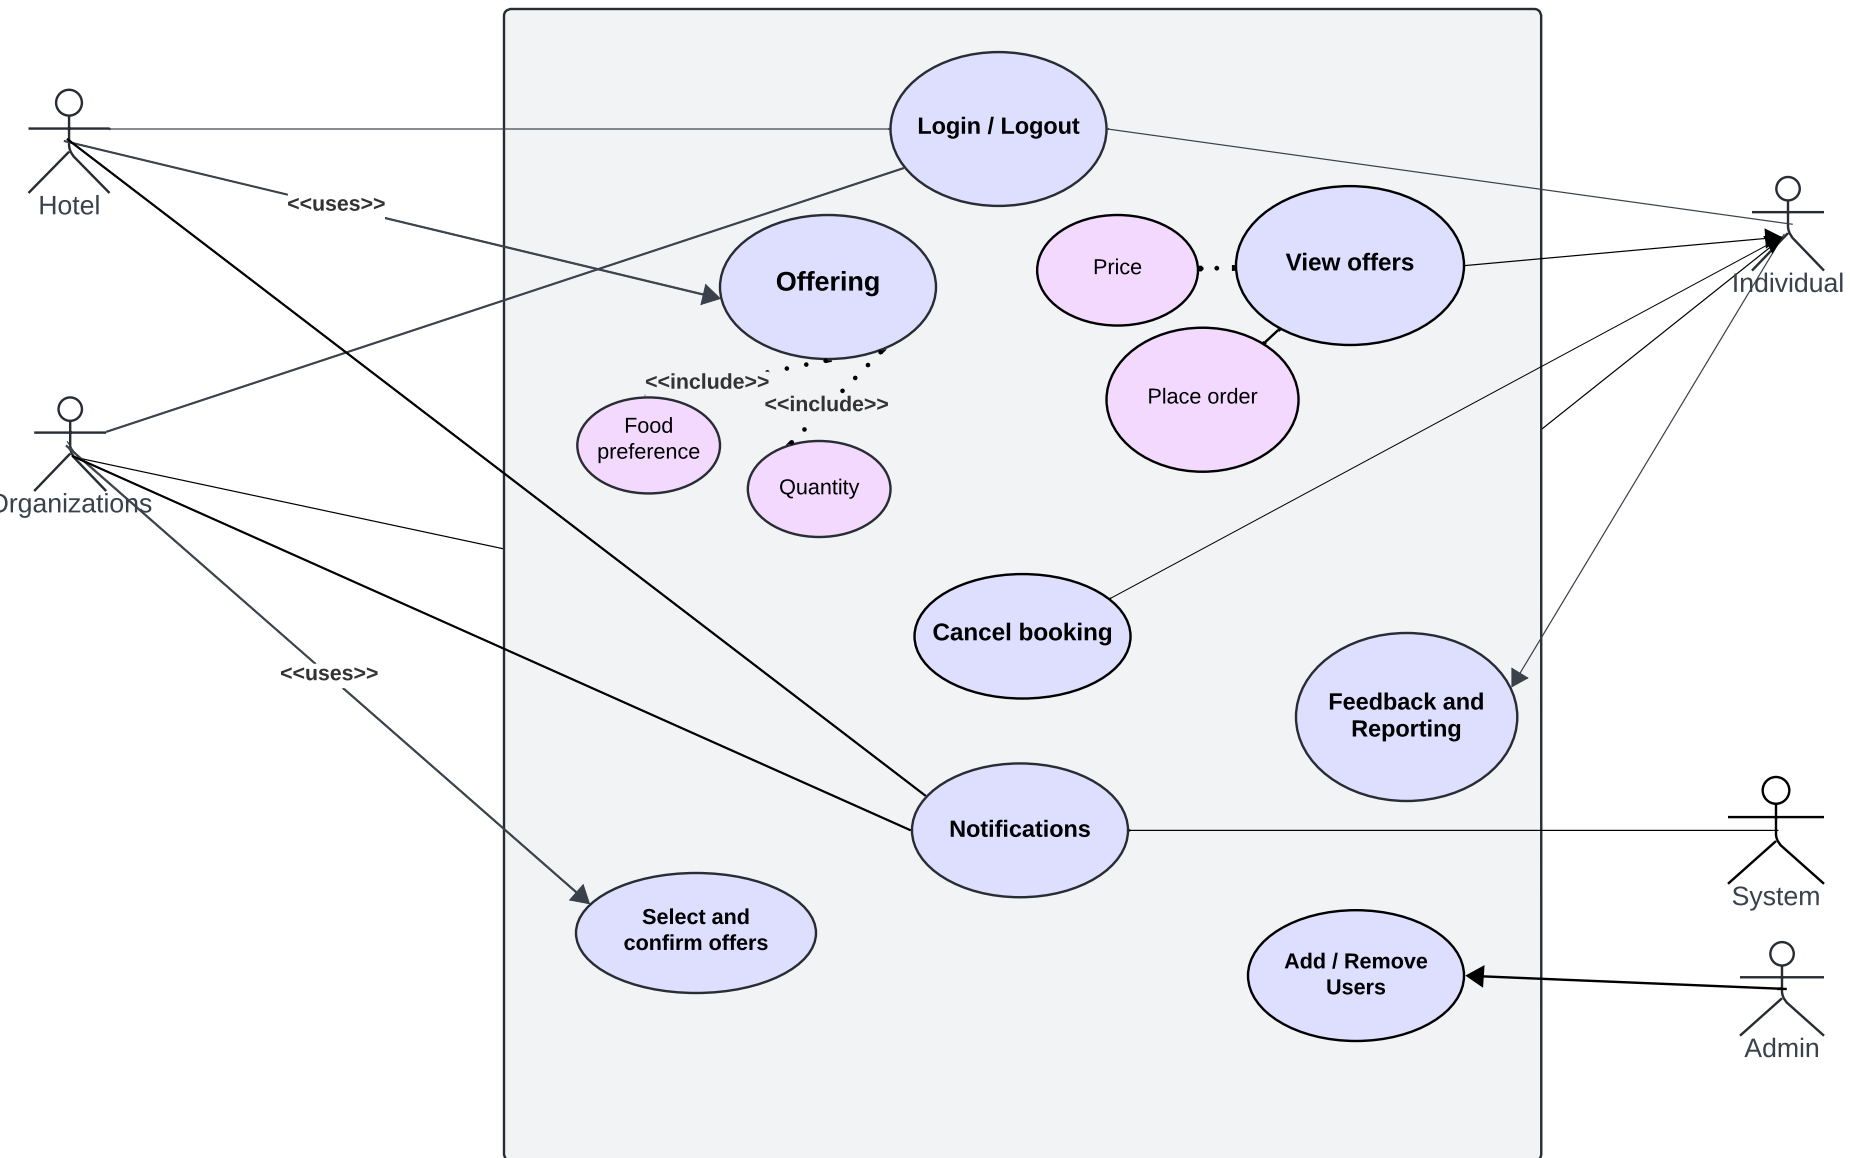 Login / Logout
Hotel
<<uses>>
Offering
Price
View offers
Individual
<<include>>
<<include>>
Place order
Food
preference
Quantity
Organizations
Cancel booking
<<uses>>
Feedback and
Reporting
Notifications
System
Select and
confirm offers
Add / Remove
Users
Admin